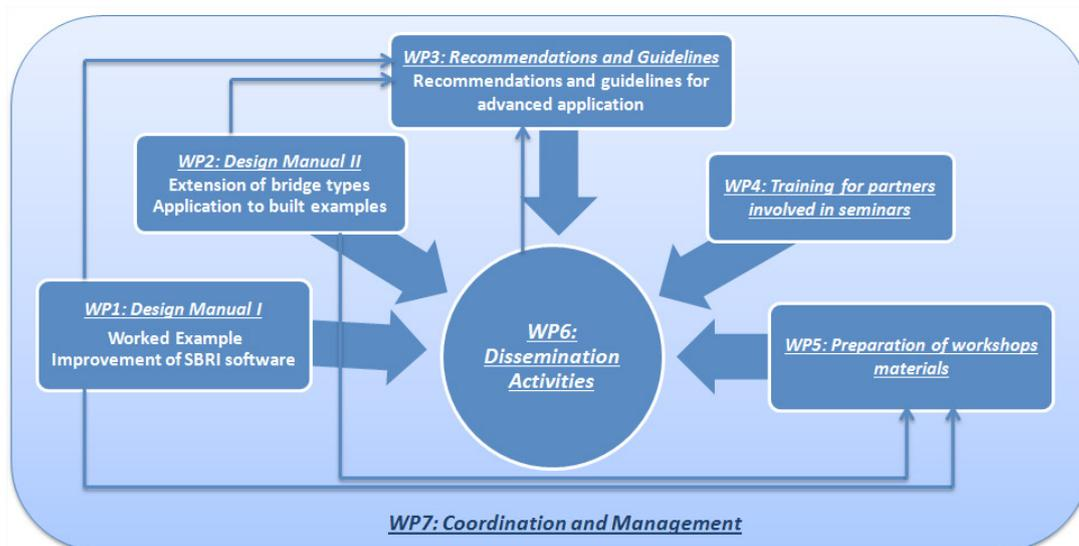 WP3: Recommendations and Guidelines
Recommendations and guidelines for
advanced application
WP2: Design Manual II
Extension of bridge types
Application to built examples
WP4: Training for partners
involved in seminars
WP1: Design Manual I
Worked Example
Improvement of SBRI software
WP6:
Dissemination
Activities
WP5: Preparation of workshops
materials
WP7: Coordination and Management